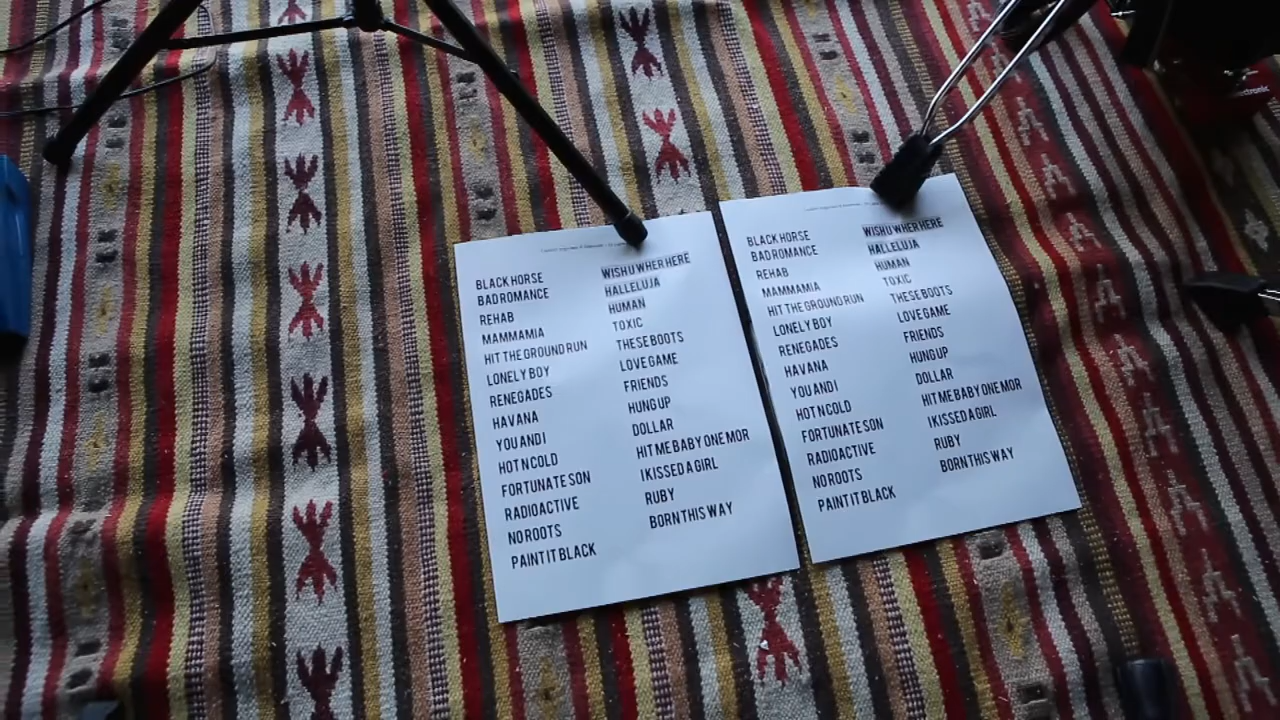 BLACK HORSE
BAD ROMANCE
REHAB
MAMMAMIA
HIT THE GROUND RUN
LONELY BOY
RENEGADES
HAVANA
YOU AND I
HOT N COLD
FORTUNATE SON
RADIOACTIVE
NO ROOTS
PAINT IT BLACK
WISH U WHER HERE
HALLELUJA
HUMAN
TOXIC
THESE BOOTS
LOVE GAME
FRIENDS
HUNG UP
DOLLAR
HIT ME BABY ONE MOR
I KISSED A GIRL
RUBY
BORN THIS WAY
BLACK HORSE
BAD ROMANCE
REHAB
MAMMAMIA
HIT THE GROUND RUN
LONELY BOY
RENEGADES
HAVANA
YOU AND I
HOT N COLD
FORTUNATE SON
RADIOACTIVE
NO ROOTS
PAINT IT BLACK
WISH U WHER HERE
HALLELUJA
HUMAN
TOXIC
THESE BOOTS
LOVE GAME
FRIENDS
HUNG UP
DOLLAR
HIT ME BABY ONE MOR
I KISSED A GIRL
RUBY
BORN THIS WAY